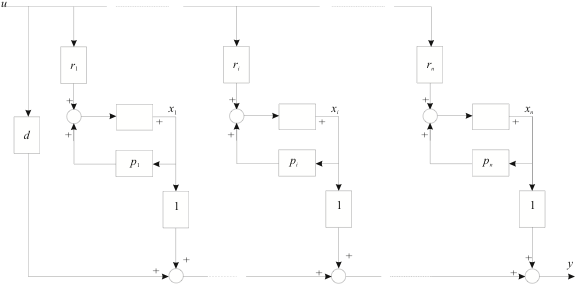 u
r1 ri rn
+ + +
x1 xi xn
+ + +
+ + +
d
p1 pi pn
1 1 1
+ + +
+ + + y